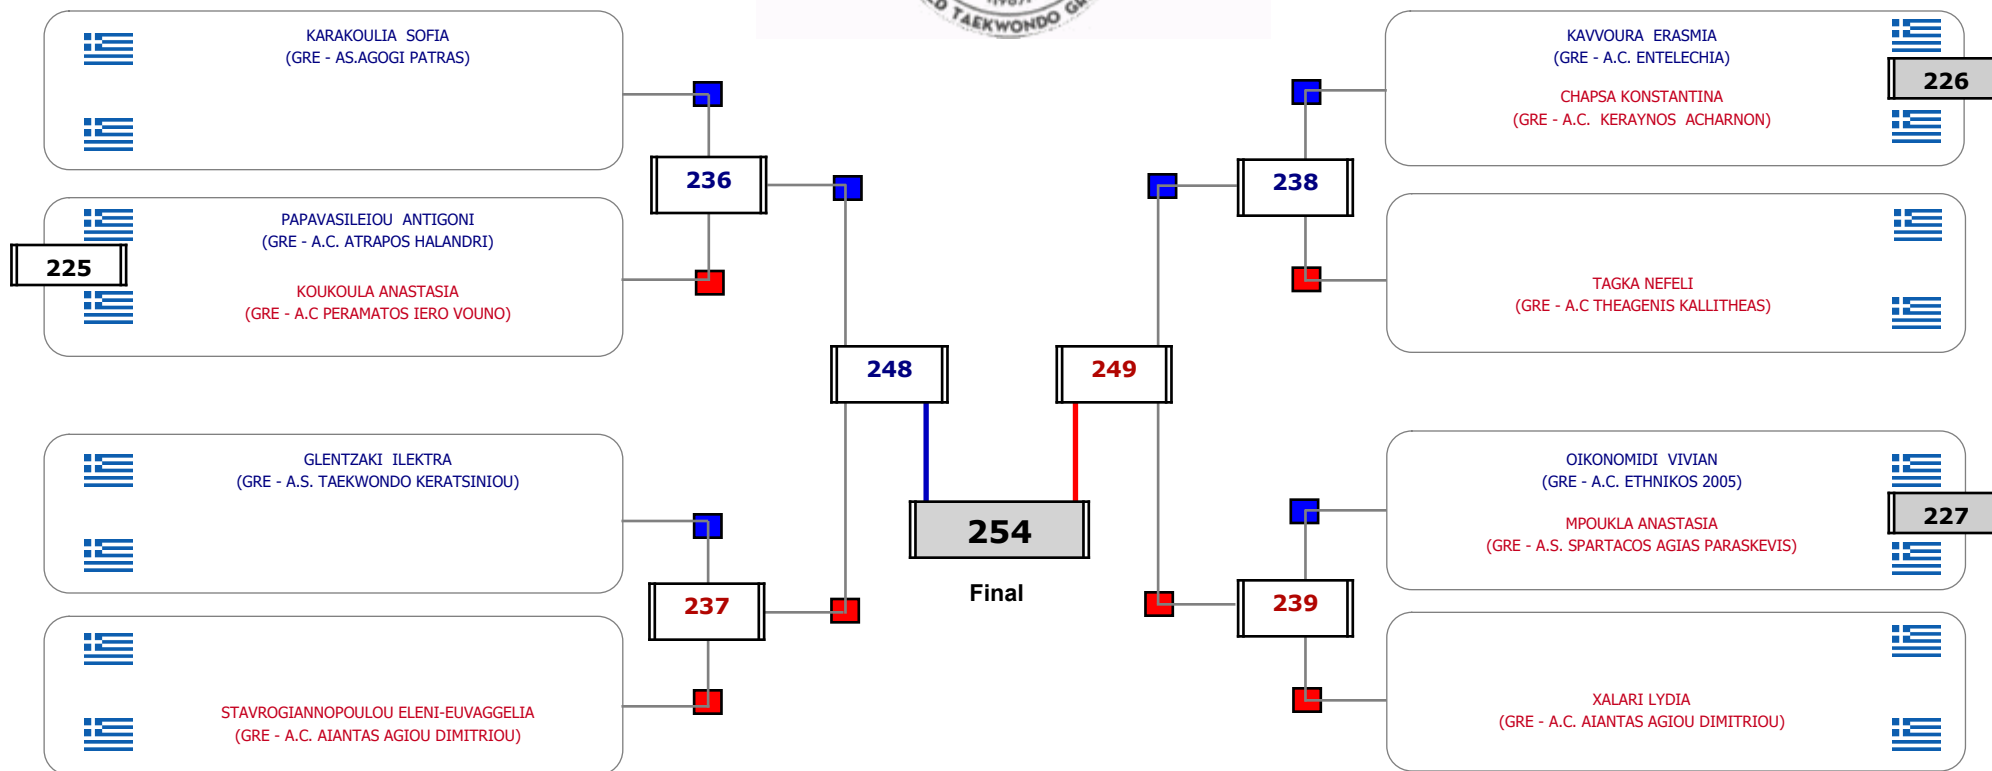 TAEKWONDO
KARAKOULIA SOFIA
(GRE - AS.AGOGI PATRAS)
236
PAPAVASILEIOU ANTIGONI
(GRE - A.C. ATRAPOS HALANDRI)
225
KOUKOULA ANASTASIA
(GRE - A.C PERAMATOS IERO VOUNO)
248
GLENTZAKI ILEKTRA
(GRE - A.S. TAEKWONDO KERATSINIOU)
237
STAVROGIANNOPOULOU ELENI-EUVAGGELIA
(GRE - A.C. AIANTAS AGIOU DIMITRIOU)
254
Final
KAVVOURA ERASMIA
(GRE - A.C. ENTELECHIA)
226
CHAPSA KONSTANTINA
(GRE - A.C. KERAYNOS ACHARNON)
238
TAGKA NEFELI
(GRE - A.C THEAGENIS KALLITHEAS)
249
OIKONOMIDI VIVIAN
(GRE - A.C. ETHNIKOS 2005)
227
MPOUKLA ANASTASIA
(GRE - A.S. SPARTACOS AGIAS PARASKEVIS)
239
XALARI LYDIA
(GRE - A.C. AIANTAS AGIOU DIMITRIOU)